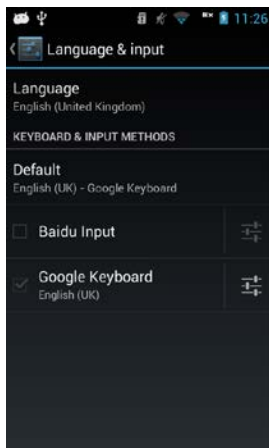 11:26
Language & input
Language
English (United Kingdom)
KEYBOARD & INPUT METHODS
Default
English (UK) - Google Keyboard
Baidu Input
Google Keyboard
English (UK)